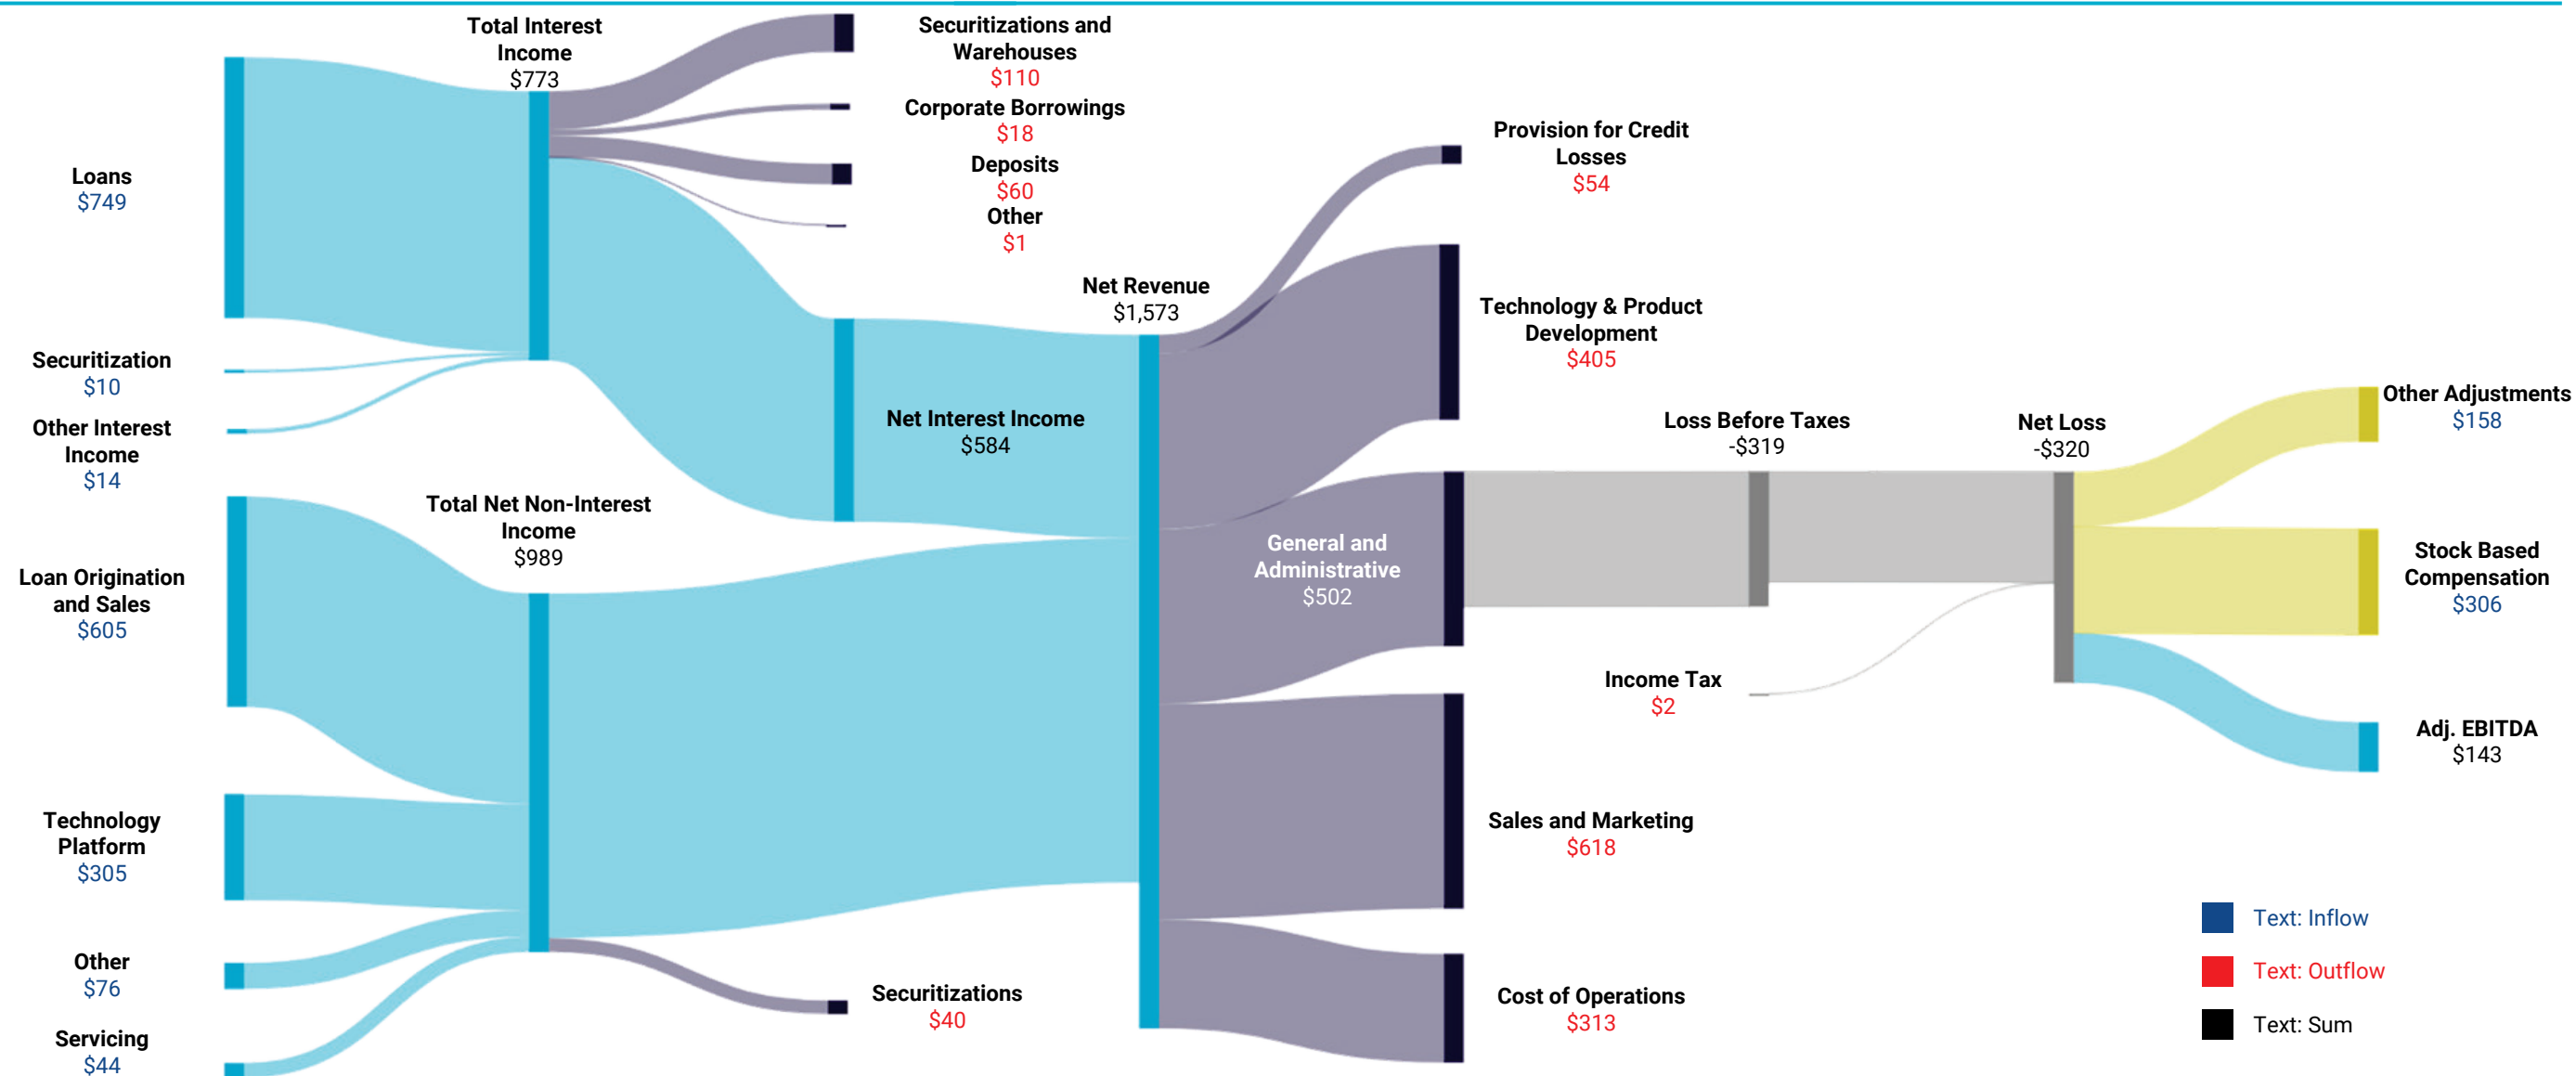 Total Interest
Income
$773
Securitizations and
Warehouses
$110
Corporate Borrowings
$18
Deposits
$60
Other
$1
Loans
$749
Securitization
$10
Other Interest
Income
$14
Total Net Non-Interest
Income
$989
Loan Origination
and Sales
$605
Technology
Platform
$305
Other
$76
Servicing
$44
Securitizations
$40
Net Interest Income
$584
Net Revenue
$1,573
Provision for Credit
Losses
$54
Technology & Product
Development
$405
General and
Administrative
$502
Sales and Marketing
$618
Cost of Operations
$313
Loss Before Taxes
-$319
Income Tax
$2
Net Loss
-$320
Other Adjustments
$158
Stock Based
Compensation
$306
Adj. EBITDA
$143
Text: Inflow
Text: Outflow
Text: Sum